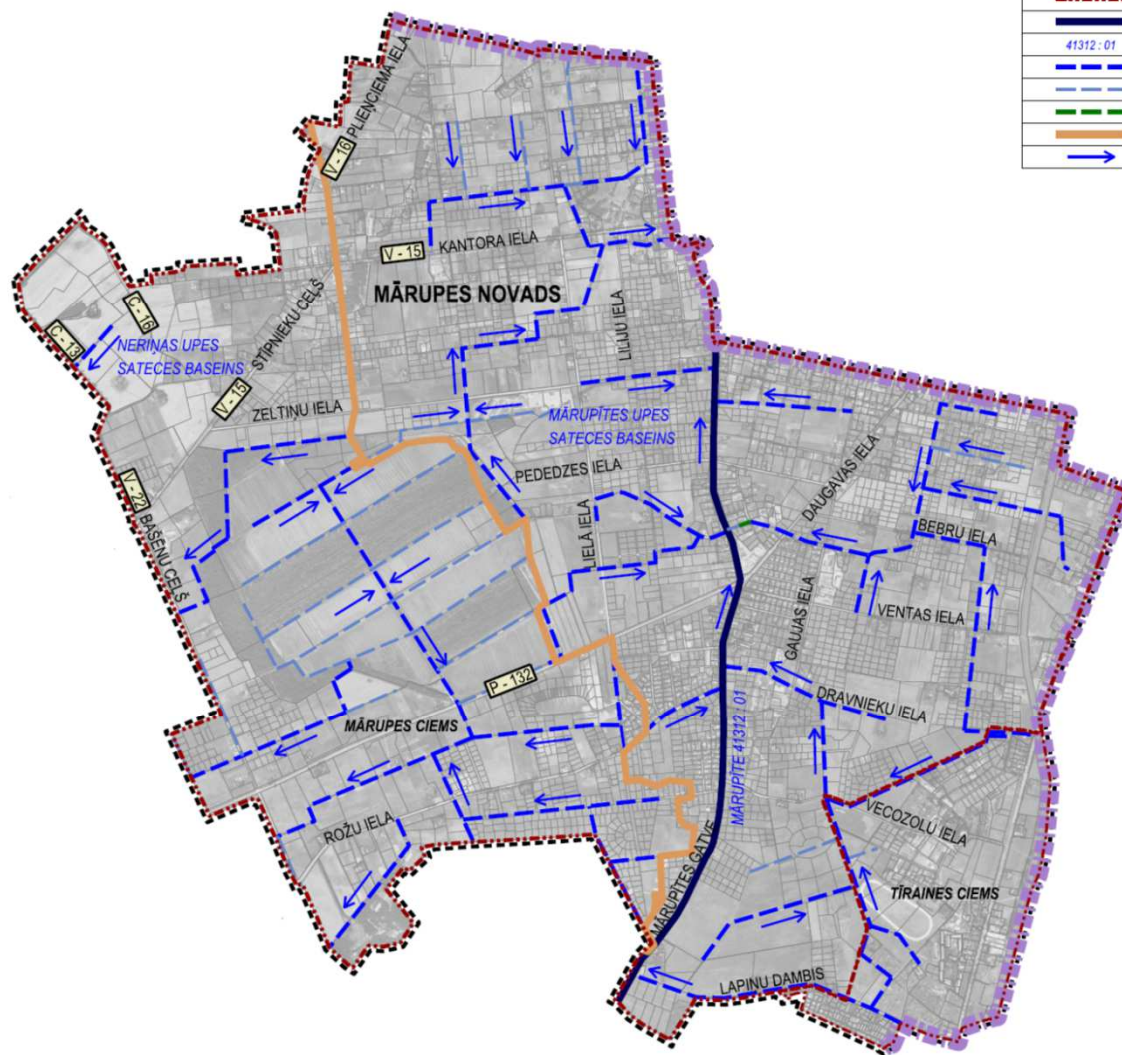 41312 : 01
V - 16
PLIEŅCIEMA IELA
V - 15
KANTORA IELA
MĀRUPES NOVADS
C - 16
C - 13
NERIŅAS UPES
SATECES BASEINS
STĪPNIEKU CEĻŠ
V - 15
LILIJU IELA
ZELTIŅU IELA
MĀRUPĪTES UPES
SATECES BASEINS
PEDEDZES IELA
DAUGAVAS IELA
V - 22
BAŠĒNU CEĻŠ
LIELĀ IELA
BEBRU IELA
VENTAS IELA
GAUJAS IELA
P - 132
DRAVNIEKU IELA
MĀRUPES CIEMS
MĀRUPĪTE 41312 : 01
VECOZOLU IELA
ROŽU IELA
MĀRUPĪTES GATVE
TĪRAINES CIEMS
LAPIŅU DAMBIS